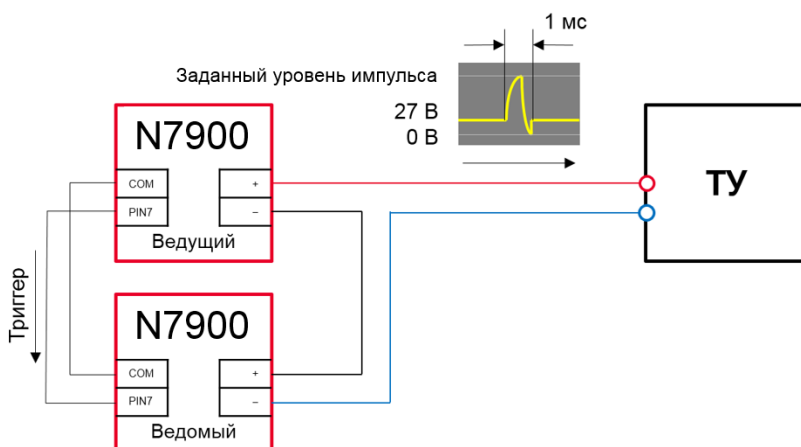 1 мс
Заданный уровень импульса
27 В
0 В
N7900
COM
+
PIN7
–
Ведущий
ТУ
Триггер
N7900
COM
+
PIN7
–
Ведомый